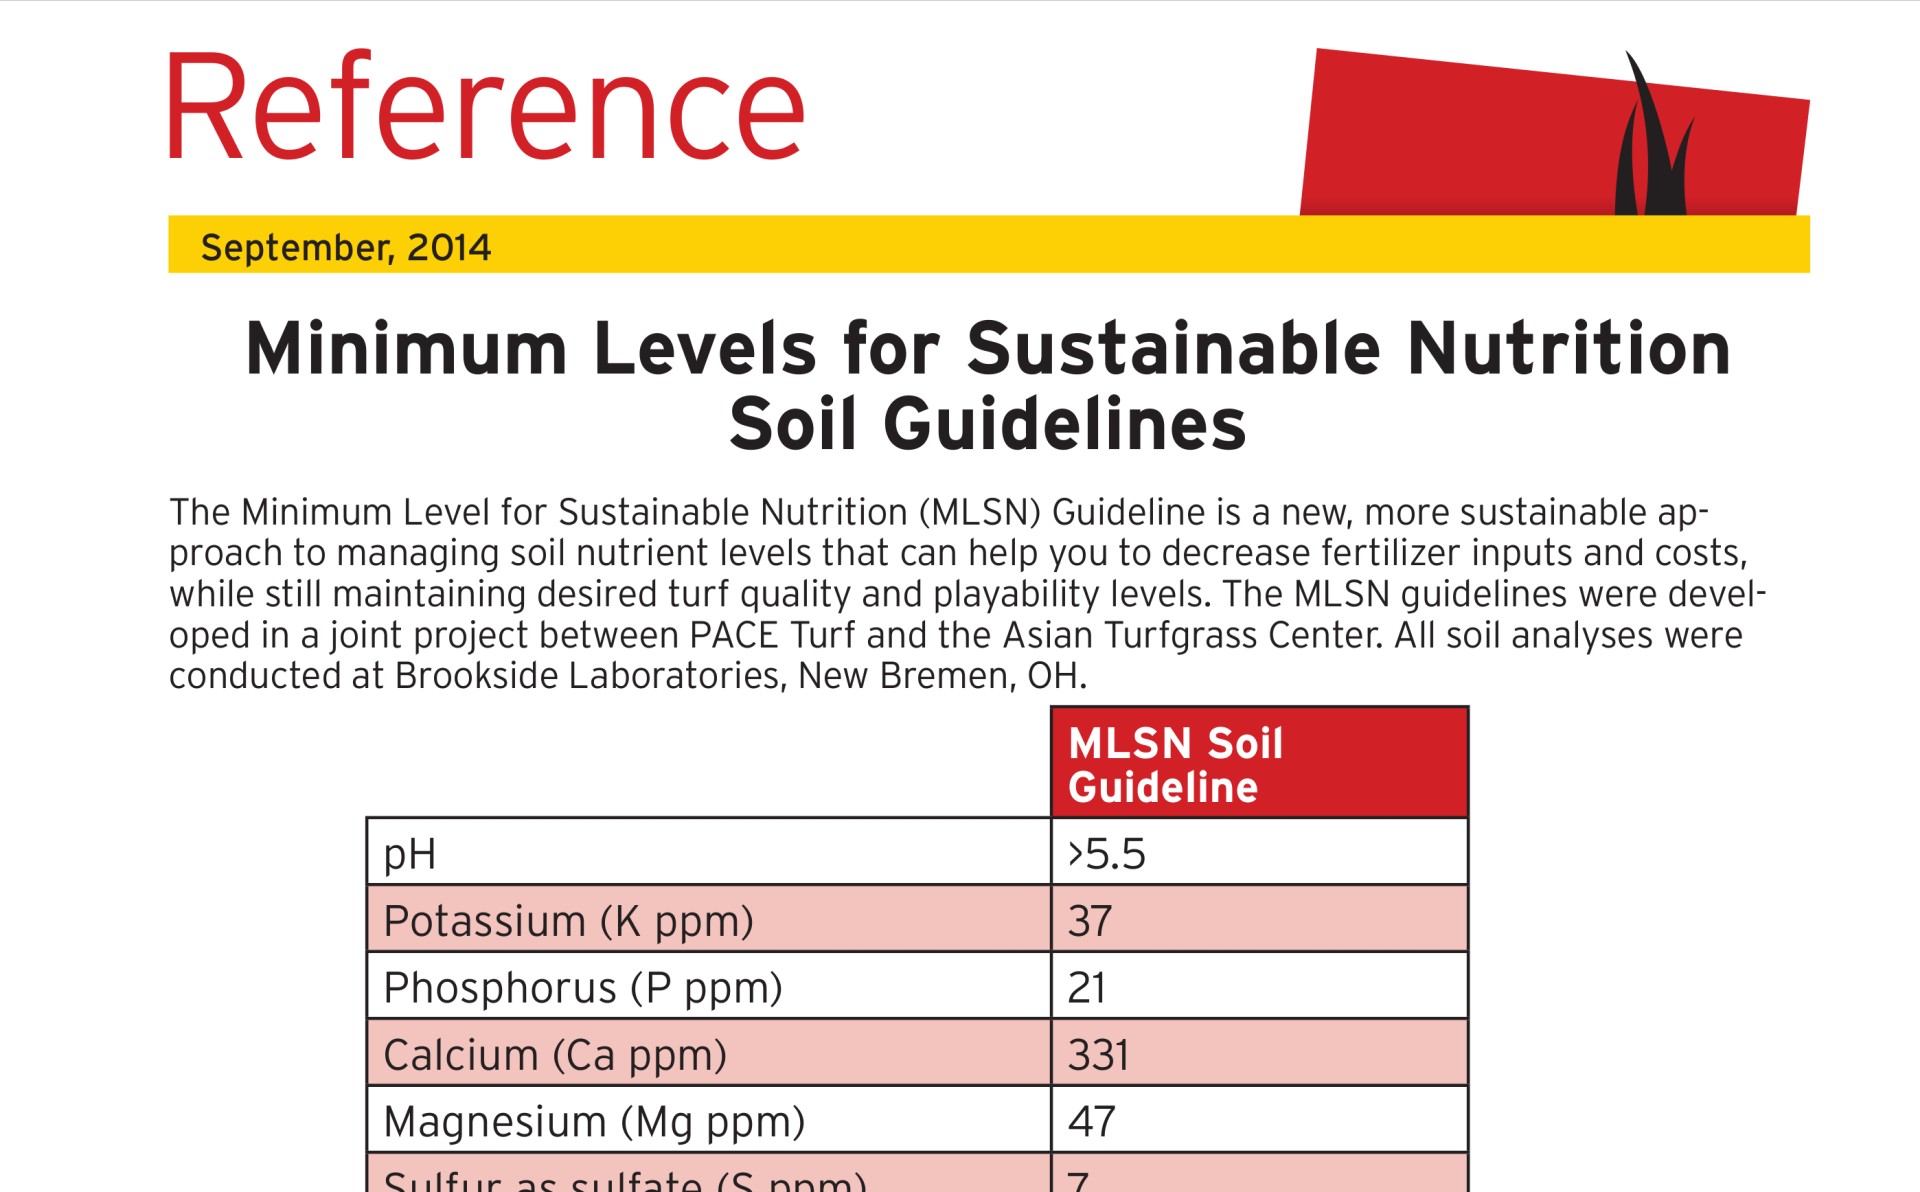 Reference
September, 2014
Minimum Levels for Sustainable Nutrition
Soil Guidelines
The Minimum Level for Sustainable Nutrition (MLSN) Guideline is a new, more sustainable ap-
proach to managing soil nutrient levels that can help you to decrease fertilizer inputs and costs,
while still maintaining desired turf quality and playability levels. The MLSN guidelines were devel-
oped in a joint project between PACE Turf and the Asian Turfgrass Center. All soil analyses were
conducted at Brookside Laboratories, New Bremen, OH.
MLSN Soil
Guideline
pH >5.5
Potassium (K ppm) 37
Phosphorus (P ppm) 21
Calcium (Ca ppm) 331
Magnesium (Mg ppm) 47
Sulfur as sulfate (S ppm) 7